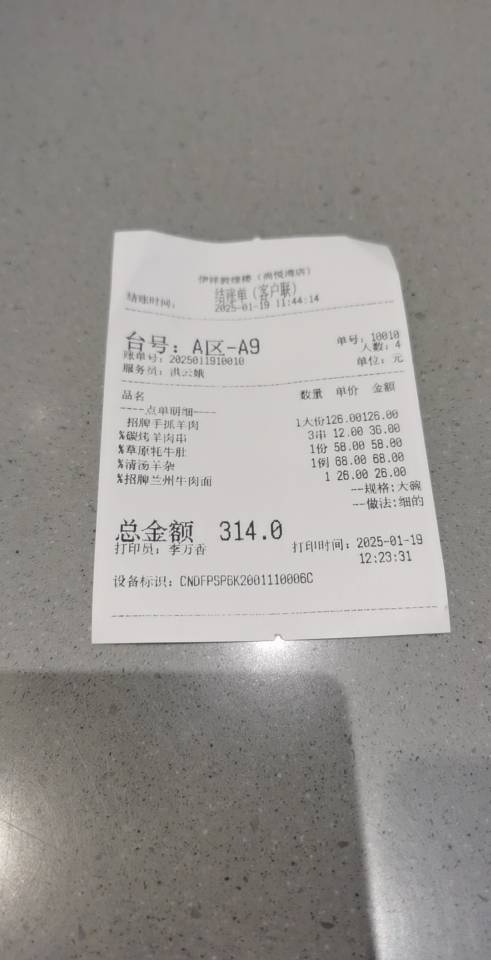 伊祥敦煌楼（尚悦湾店）
结账单（客户联）
结账时间： 2025-01-19 11:44:14
台号：A区-A9 单号：10010
账单号：2025011910010 人数：4
服务员：洪云娥 单位：元
品名 数量 单价 金额
----点单明细----
招牌手抓羊肉 1大份126.00126.00
%碳烤羊肉串 3串 12.00 36.00
%草原牦牛肚 1份 58.00 58.00
%清汤羊杂 1例 68.00 68.00
%招牌兰州牛肉面 1 26.00 26.00
--规格:大碗
--做法:细的
总金额 314.0
打印员：李万香 打印时间：2025-01-19
12:23:31
设备标识：CNDFPSPBK2001110006C